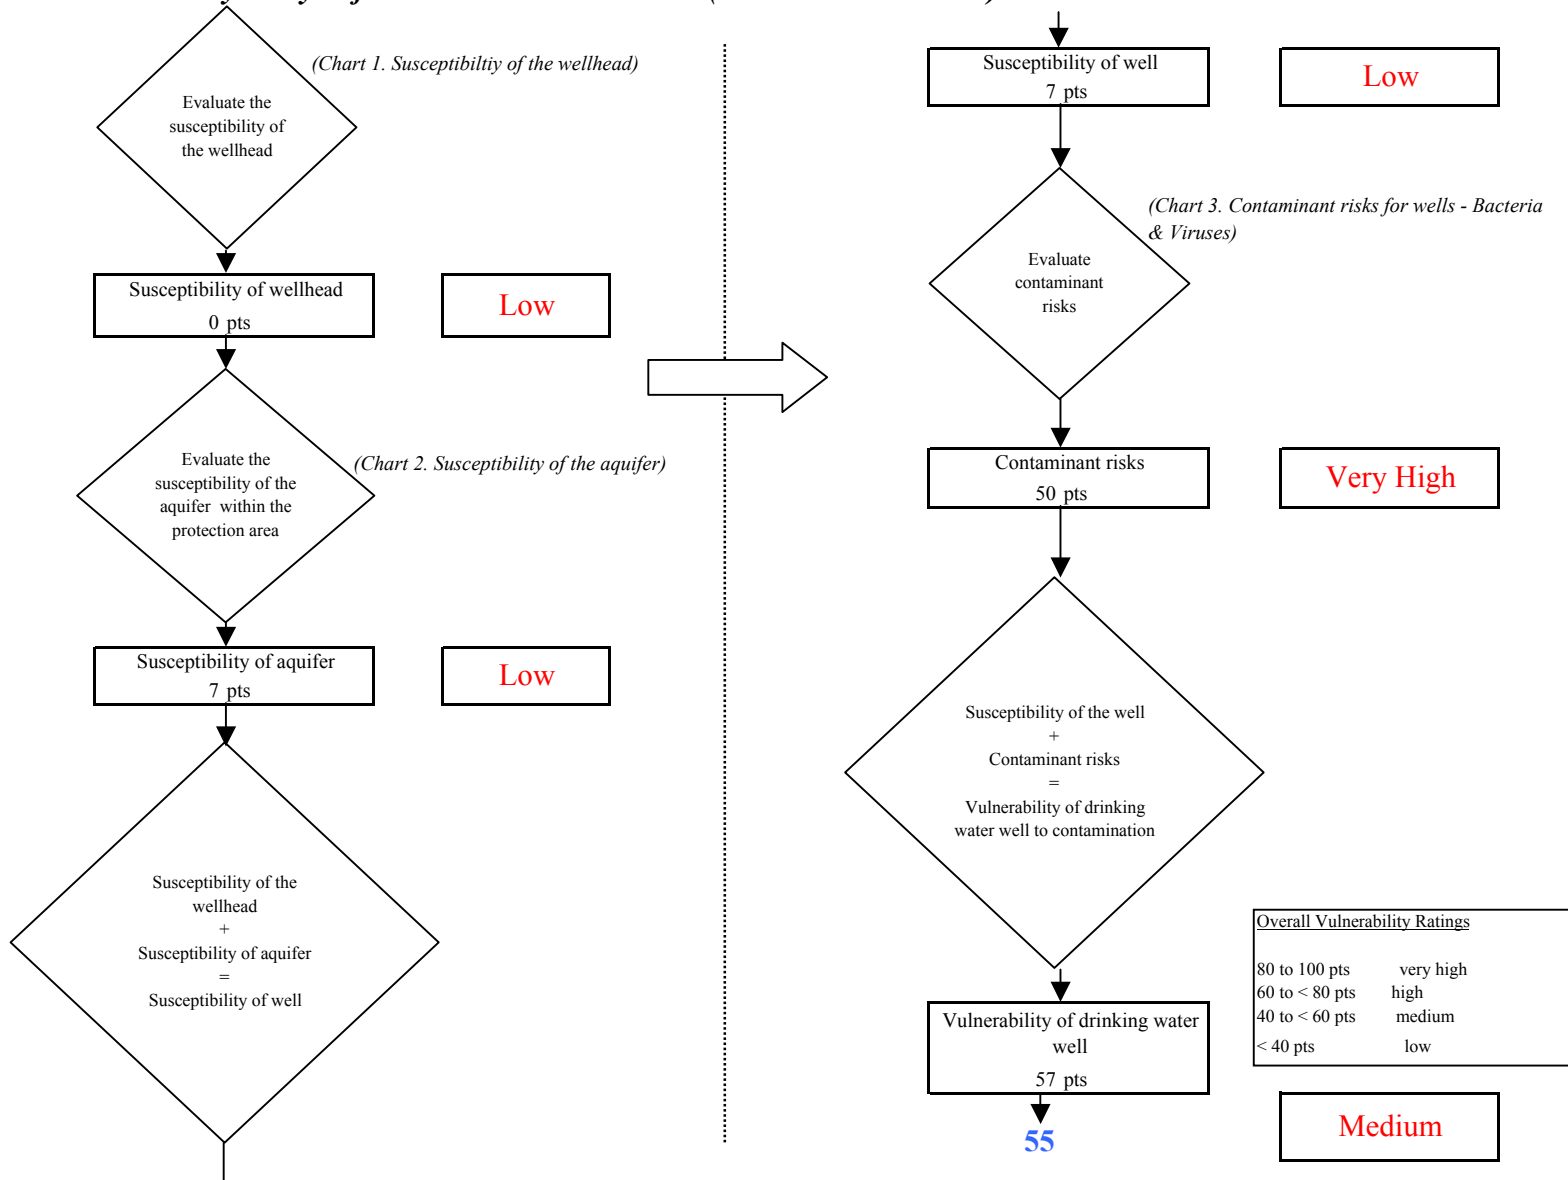 (Chart 1. Susceptibiltiy of the wellhead)
Evaluate the
susceptibility of
the wellhead
Susceptibility of wellhead
0 pts
Low
Evaluate the
susceptibility of the
aquifer within the
protection area
(Chart 2. Susceptibility of the aquifer)
Susceptibility of aquifer
7 pts
Low
Susceptibility of the
wellhead
+
Susceptibility of aquifer
=
Susceptibility of well
Susceptibility of well
7 pts
Low
(Chart 3. Contaminant risks for wells - Bacteria
& Viruses)
Evaluate
contaminant
risks
Contaminant risks
50 pts
Very High
Susceptibility of the well
+
Contaminant risks
=
Vulnerability of drinking
water well to contamination
Overall Vulnerability Ratings
80 to 100 pts very high
60 to < 80 pts high
40 to < 60 pts medium
< 40 pts low
Vulnerability of drinking water
well
57 pts
55
Medium